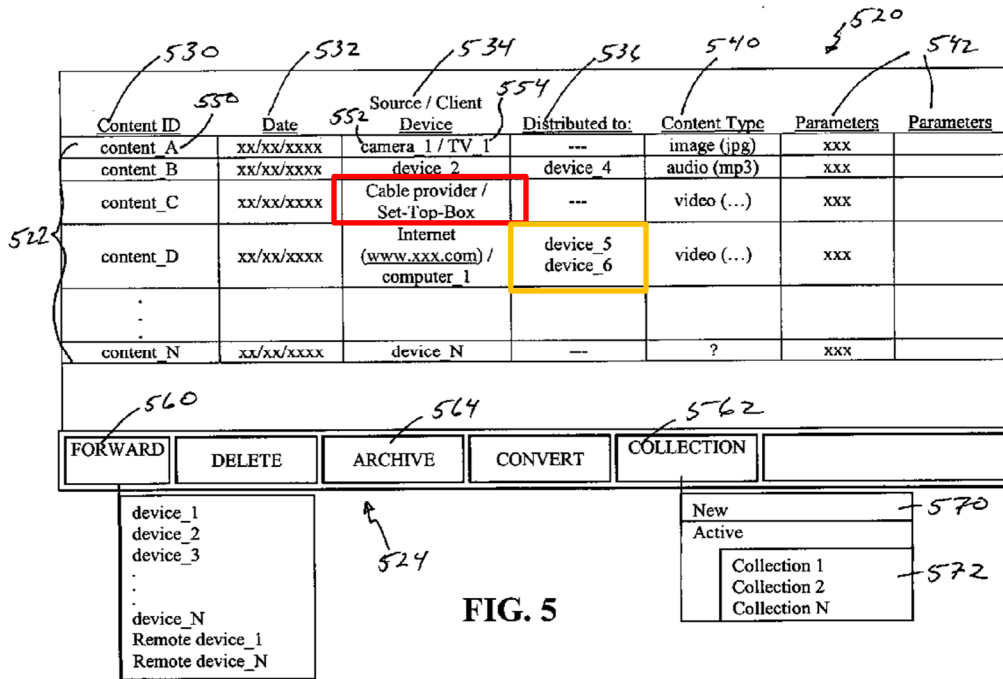 530 532 534 536 540 520 542
550 552 554
Source / Client
Content ID Date Device Distributed to: Content Type Parameters Parameters
content_A xx/xx/xxxx camera_1 / TV_1 --- image (jpg) xxx
content_B xx/xx/xxxx device_2 device_4 audio (mp3) xxx
content_C xx/xx/xxxx Cable provider / --- video (...) xxx
Set-Top-Box
522
content_D xx/xx/xxxx Internet device_5 video (...) xxx
(www.xxx.com) / device_6
computer_1
.
.
.
content_N xx/xx/xxxx device_N --- ? xxx
560 564 562
FORWARD DELETE ARCHIVE CONVERT COLLECTION
device_1
device_2
device_3
.
.
device_N
Remote device_1
Remote device_N
524
New 570
Active
Collection 1
Collection 2 572
Collection N
FIG. 5